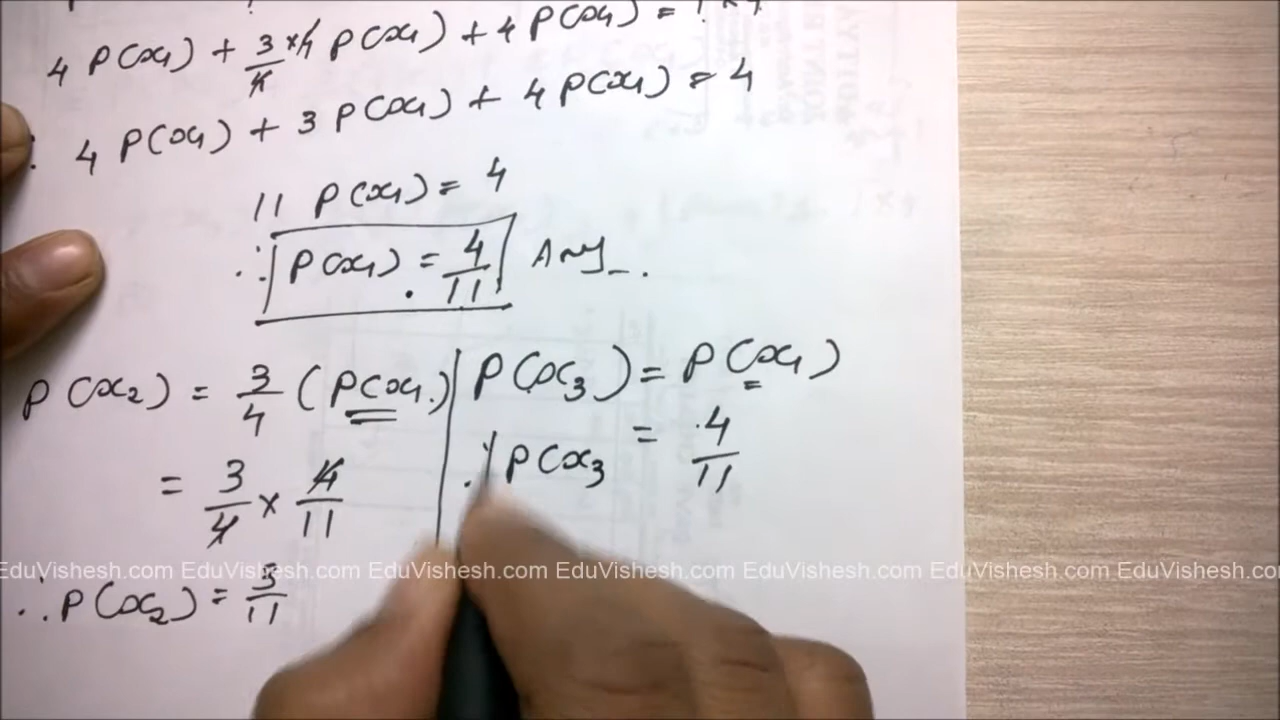 4 P(x1) + 3/4 ×4 P(x1) + 4 P(x1) = 1 × 4
∴ 4 P(x1) + 3 P(x1) + 4 P(x1) = 4
11 P(x1) = 4
∴ P(x1) = 4/11 Ans.
P(x2) = 3/4 (P(x1)
= 3/4 × 4/11
∴ P(x2) = 3/11
P(x3) = P(x1)
= 4/11
∴ P(x3
EduVishesh.com EduVishesh.com EduVishesh.com EduVishesh.com EduVishesh.com EduVishesh.com EduVishesh.co